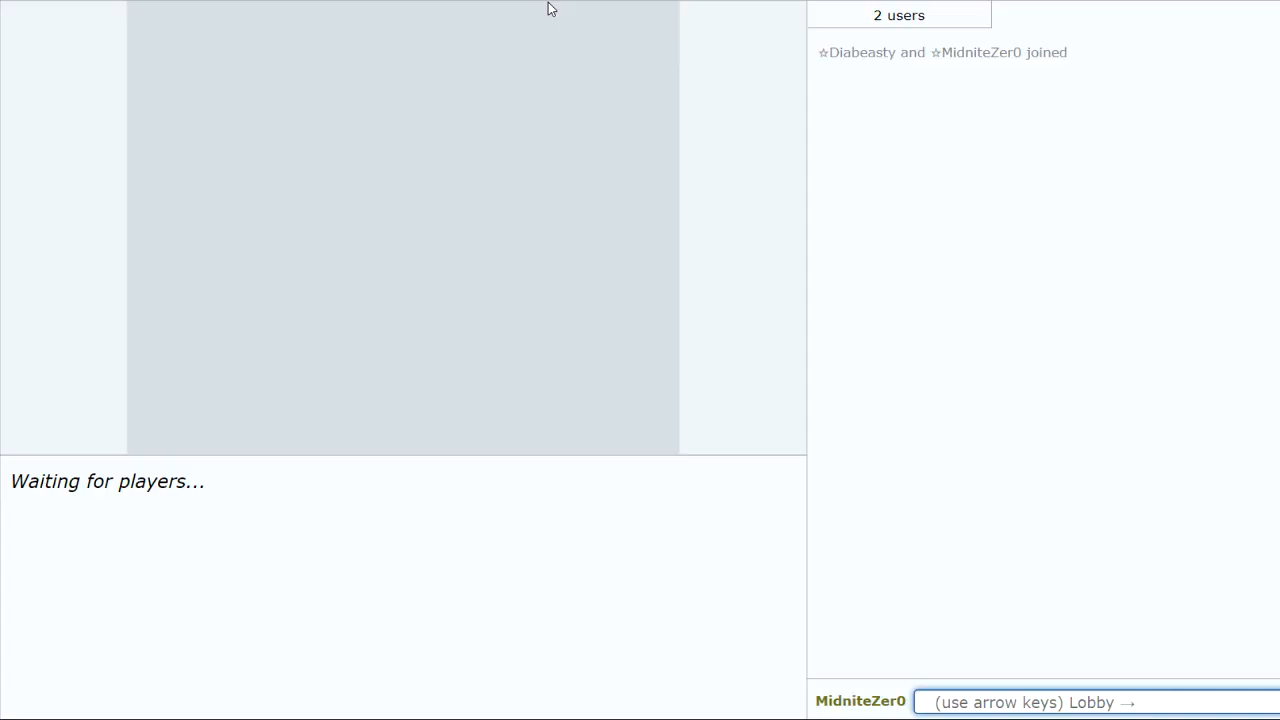 2 users
☆Diabeasty and ☆MidniteZer0 joined
Waiting for players...
MidniteZer0 (use arrow keys) Lobby →